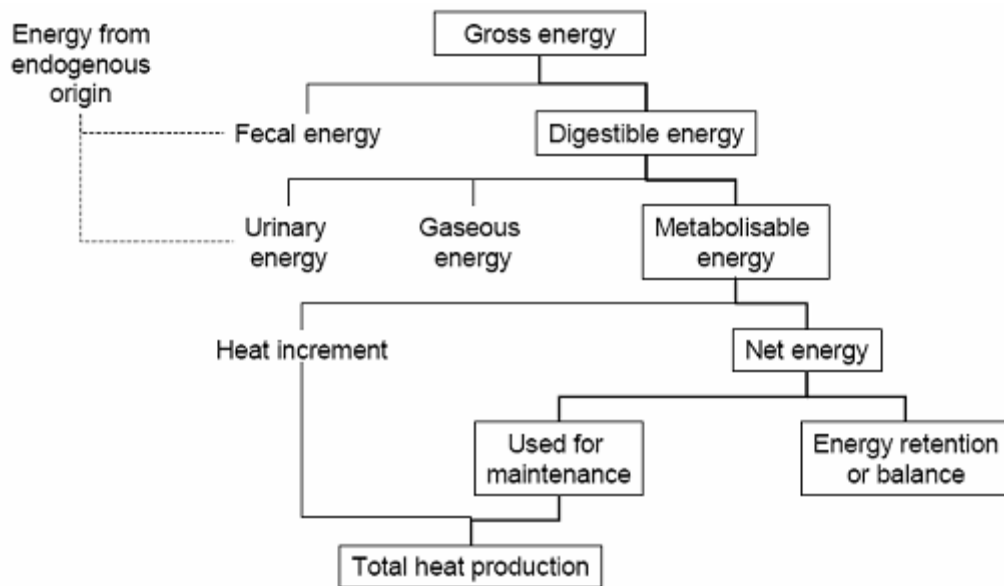 Energy from
endogenous
origin
Gross energy
Fecal energy
Digestible energy
Urinary
energy
Gaseous
energy
Metabolisable
energy
Heat increment
Net energy
Used for
maintenance
Energy retention
or balance
Total heat production